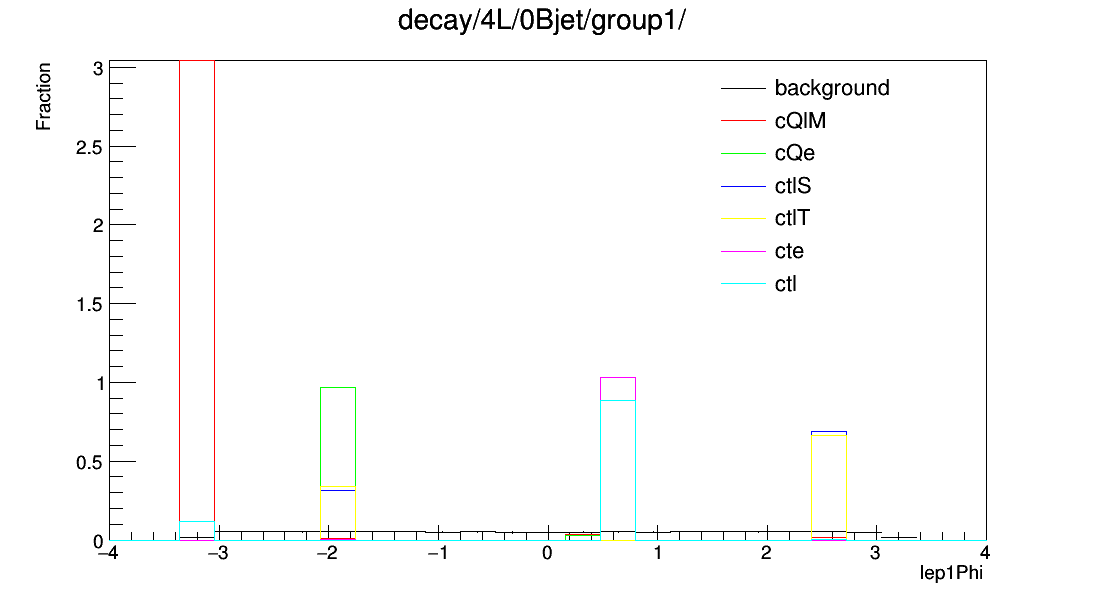 decay/4L/0Bjet/group1/
Fraction
background
cQlM
cQe
ctlS
ctlT
cte
ctl
3
2.5
2
1.5
1
0.5
0
−4 −3 −2 −1 0 1 2 3 4
lep1Phi